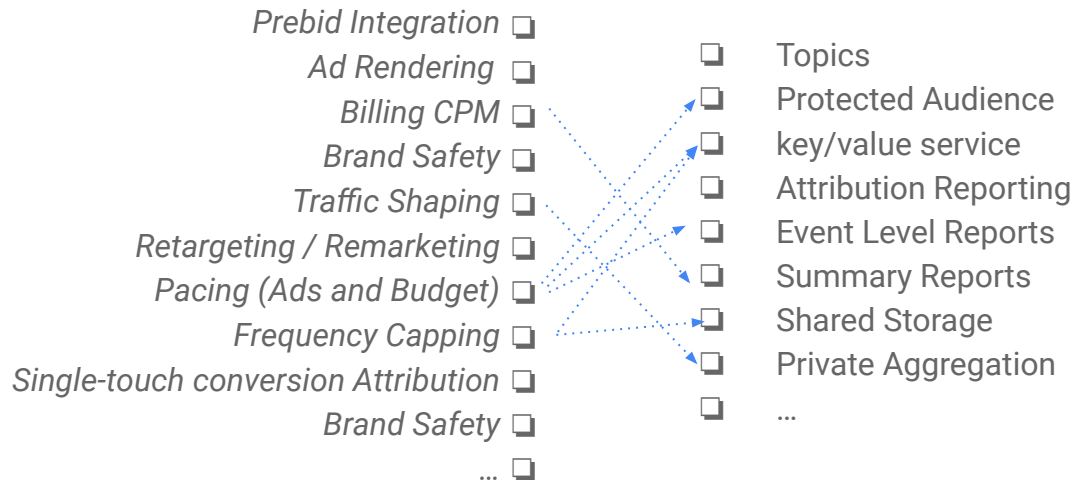 Prebid Integration
Ad Rendering
Billing CPM
Brand Safety
Traffic Shaping
Retargeting / Remarketing
Pacing (Ads and Budget)
Frequency Capping
Single-touch conversion Attribution
Brand Safety
...
Topics
Protected Audience
key/value service
Attribution Reporting
Event Level Reports
Summary Reports
Shared Storage
Private Aggregation
...